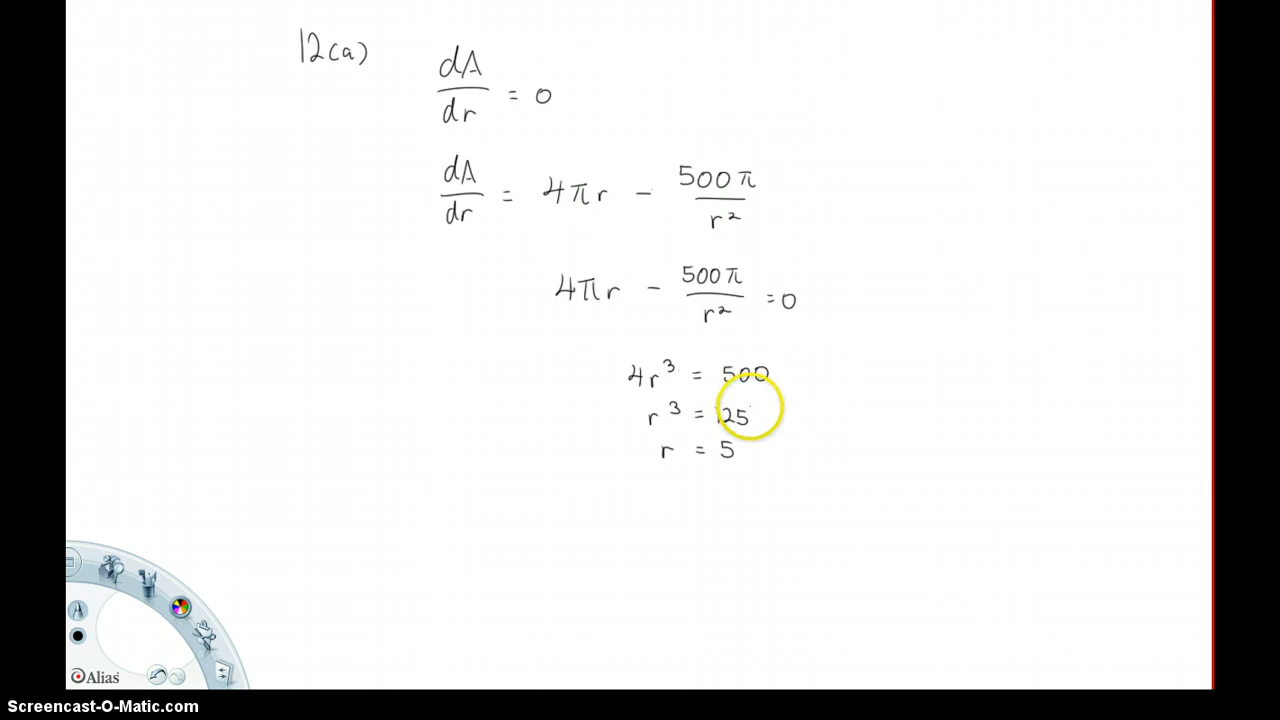 12(a)
dA/dr = 0
dA/dr = 4πr − 500π/r²
4πr − 500π/r² = 0
4r³ = 500
r³ = 125
r = 5
Alias
Screencast-O-Matic.com